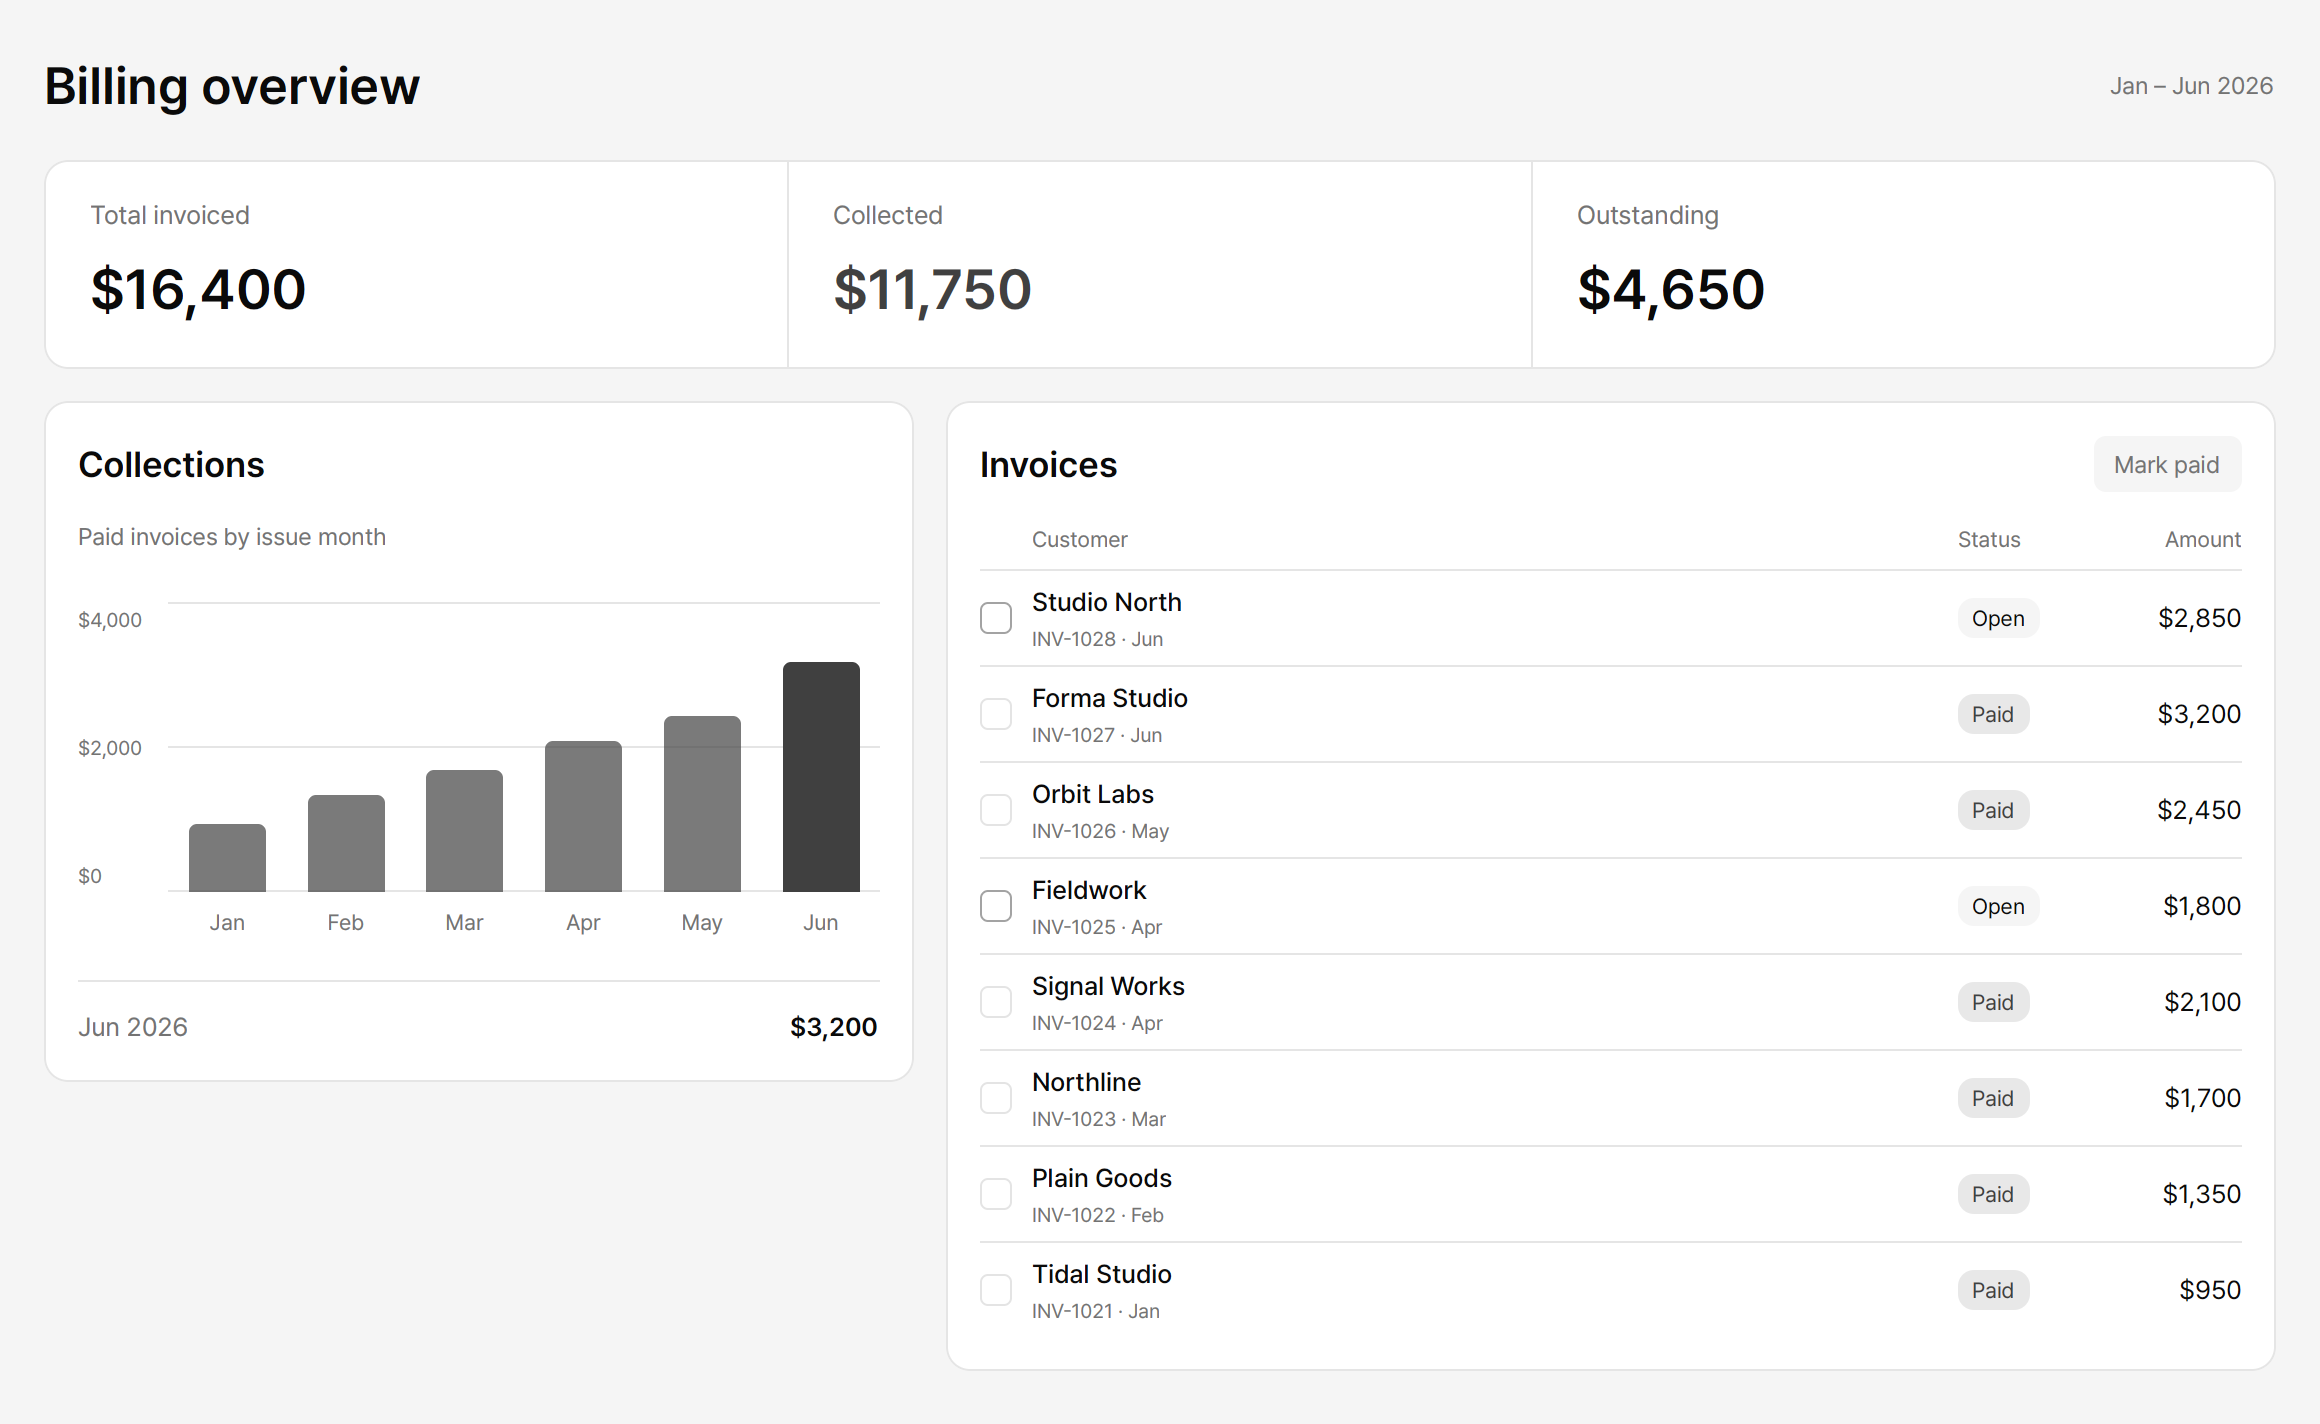 Billing overview
Jan – Jun 2026
Total invoiced
$16,400
Collected
$11,750
Outstanding
$4,650
Collections
Paid invoices by issue month
$4,000
$2,000
$0
Jan Feb Mar Apr May Jun
Jun 2026 $3,200
Invoices
Mark paid
Customer Status Amount
Studio North
INV-1028 · Jun
Open $2,850
Forma Studio
INV-1027 · Jun
Paid $3,200
Orbit Labs
INV-1026 · May
Paid $2,450
Fieldwork
INV-1025 · Apr
Open $1,800
Signal Works
INV-1024 · Apr
Paid $2,100
Northline
INV-1023 · Mar
Paid $1,700
Plain Goods
INV-1022 · Feb
Paid $1,350
Tidal Studio
INV-1021 · Jan
Paid $950